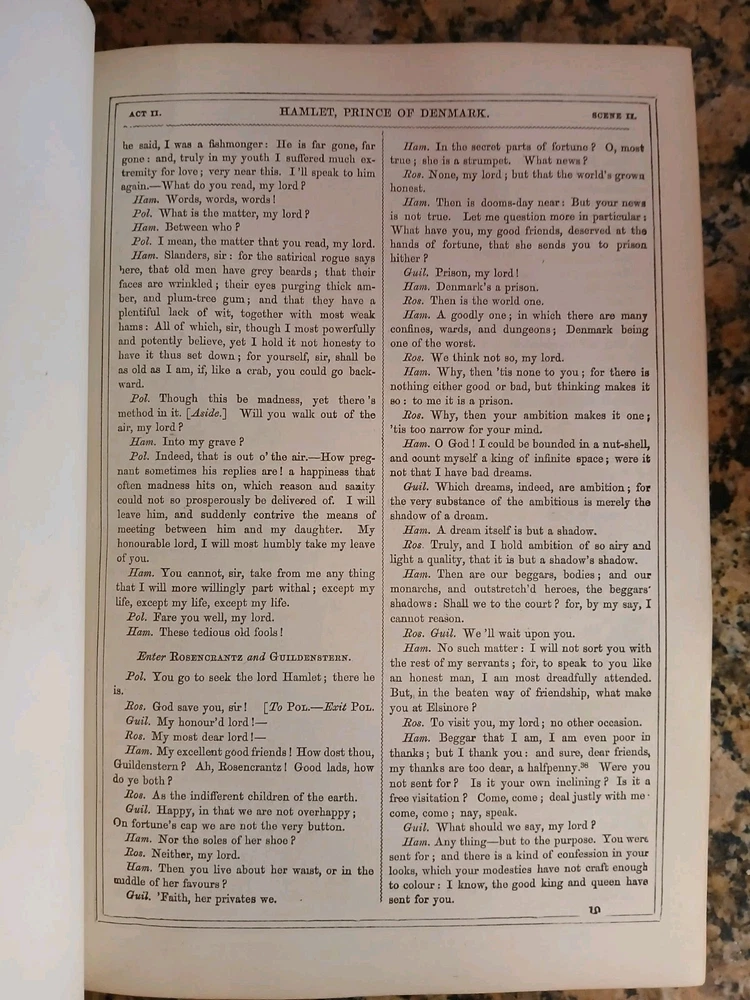 ACT II.
HAMLET, PRINCE OF DENMARK.
SCENE II.
he said, I was a fishmonger: He is far gone, far
gone: and, truly in my youth I suffered much ex-
tremity for love; very near this. I'll speak to him
again.—What do you read, my lord?
Ham. Words, words, words!
Pol. What is the matter, my lord?
Ham. Between who?
Pol. I mean, the matter that you read, my lord.
Ham. Slanders, sir: for the satirical rogue says
here, that old men have grey beards; that their
faces are wrinkled; their eyes purging thick am-
ber, and plum-tree gum; and that they have a
plentiful lack of wit, together with most weak
hams: All of which, sir, though I most powerfully
and potently believe, yet I hold it not honesty to
have it thus set down; for yourself, sir, shall be
as old as I am, if, like a crab, you could go back-
ward.
Pol. Though this be madness, yet there's
method in it. [Aside.] Will you walk out of the
air, my lord?
Ham. Into my grave?
Pol. Indeed, that is out o' the air.—How preg-
nant sometimes his replies are! a happiness that
often madness hits on, which reason and sanity
could not so prosperously be delivered of. I will
leave him, and suddenly contrive the means of
meeting between him and my daughter. My
honourable lord, I will most humbly take my leave
of you.
Ham. You cannot, sir, take from me any thing
that I will more willingly part withal; except my
life, except my life, except my life.
Pol. Fare you well, my lord.
Ham. These tedious old fools!
Enter ROSENCRANTZ and GUILDENSTERN.
Pol. You go to seek the lord Hamlet; there he
is.
Ros. God save you, sir! [To POL.—Exit POL.
Guil. My honour'd lord!—
Ros. My most dear lord!—
Ham. My excellent good friends! How dost thou,
Guildenstern? Ah, Rosencrantz! Good lads, how
do ye both?
Ros. As the indifferent children of the earth.
Guil. Happy, in that we are not overhappy;
On fortune's cap we are not the very button.
Ham. Nor the soles of her shoe?
Ros. Neither, my lord.
Ham. Then you live about her waist, or in the
middle of her favours?
Guil. 'Faith, her privates we.
Ham. In the secret parts of fortune? O, most
true; she is a strumpet. What news?
Ros. None, my lord; but that the world's grown
honest.
Ham. Then is dooms-day near: But your news
is not true. Let me question more in particular:
What have you, my good friends, deserved at the
hands of fortune, that she sends you to prison
hither?
Guil. Prison, my lord!
Ham. Denmark's a prison.
Ros. Then is the world one.
Ham. A goodly one; in which there are many
confines, wards, and dungeons; Denmark being
one of the worst.
Ros. We think not so, my lord.
Ham. Why, then 'tis none to you; for there is
nothing either good or bad, but thinking makes it
so: to me it is a prison.
Ros. Why, then your ambition makes it one;
'tis too narrow for your mind.
Ham. O God! I could be bounded in a nut-shell,
and count myself a king of infinite space; were it
not that I have bad dreams.
Guil. Which dreams, indeed, are ambition; for
the very substance of the ambitious is merely the
shadow of a dream.
Ham. A dream itself is but a shadow.
Ros. Truly, and I hold ambition of so airy and
light a quality, that it is but a shadow's shadow.
Ham. Then are our beggars, bodies; and our
monarchs, and outstretch'd heroes, the beggars'
shadows: Shall we to the court? for, by my say, I
cannot reason.
Ros. Guil. We'll wait upon you.
Ham. No such matter: I will not sort you with
the rest of my servants; for, to speak to you like
an honest man, I am most dreadfully attended.
But, in the beaten way of friendship, what make
you at Elsinore?
Ros. To visit you, my lord; no other occasion.
Ham. Beggar that I am, I am even poor in
thanks; but I thank you: and sure, dear friends,
my thanks are too dear, a halfpenny.36 Were you
not sent for? Is it your own inclining? Is it a
free visitation? Come, come; deal justly with me
come, come; nay, speak.
Guil. What should we say, my lord?
Ham. Any thing—but to the purpose. You were
sent for; and there is a kind of confession in your
looks, which your modesties have not craft enough
to colour: I know, the good king and queen have
sent for you.